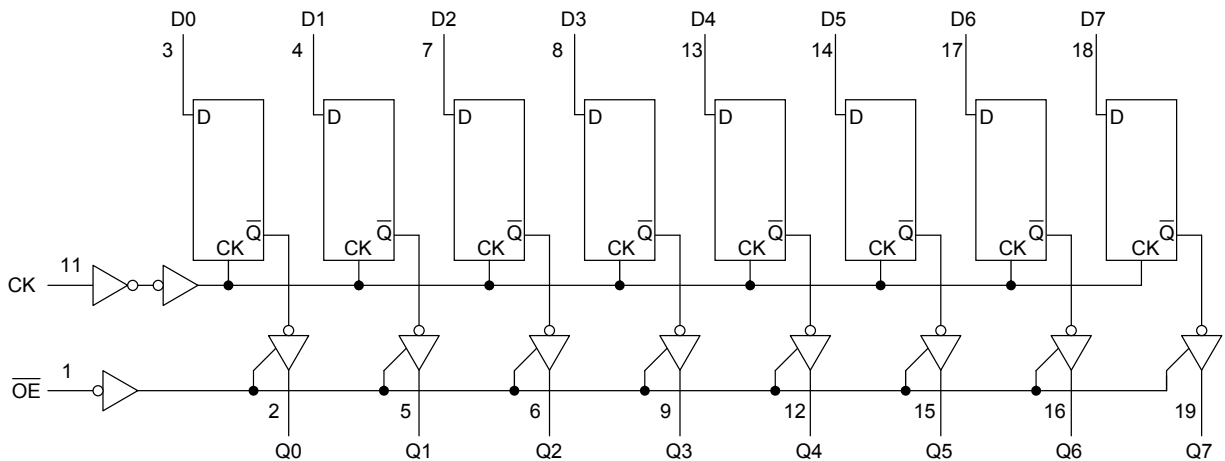 D0 D1 D2 D3 D4 D5 D6 D7
3 4 7 8 13 14 17 18
D D D D D D D D
Q̅ Q̅ Q̅ Q̅ Q̅ Q̅ Q̅ Q̅
CK CK CK CK CK CK CK CK
11
CK
1
O̅E̅
2 5 6 9 12 15 16 19
Q0 Q1 Q2 Q3 Q4 Q5 Q6 Q7